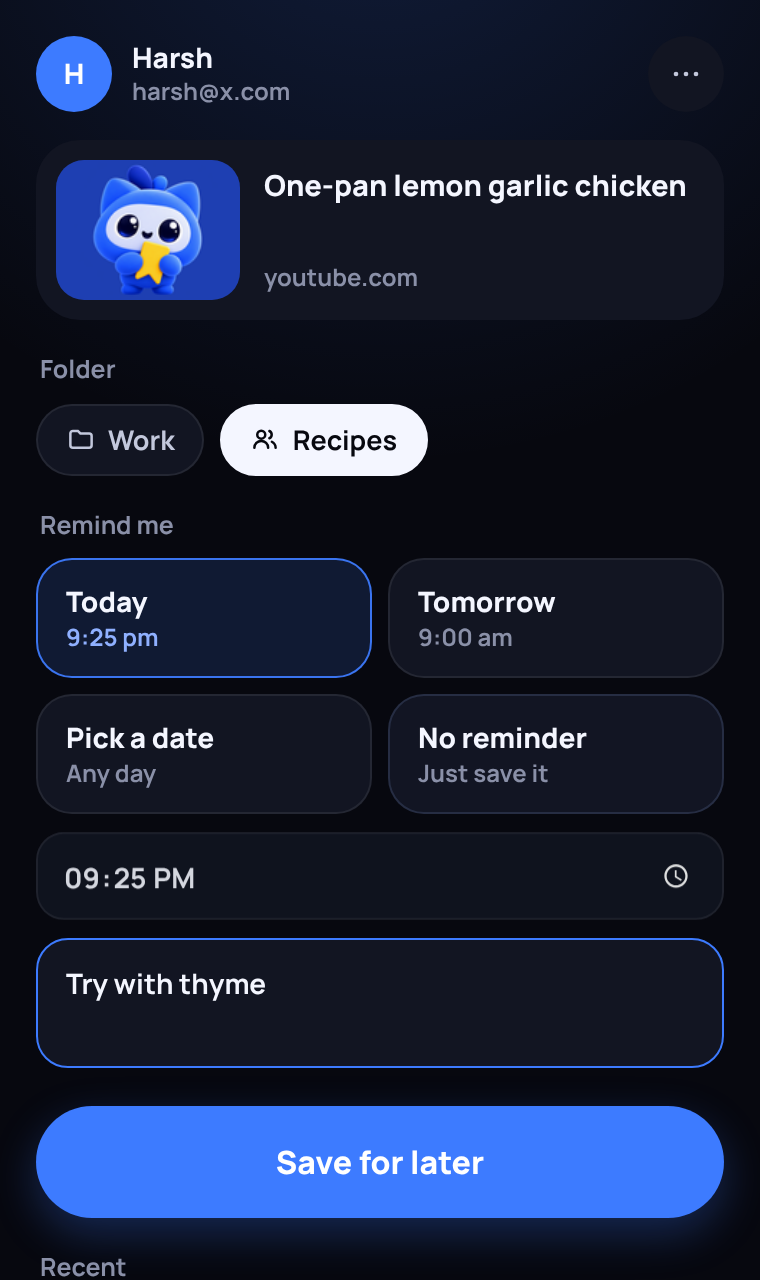 H
Harsh
harsh@x.com
...
One-pan lemon garlic chicken
youtube.com
Folder
Work
Recipes
Remind me
Today
9:25 pm
Tomorrow
9:00 am
Pick a date
Any day
No reminder
Just save it
09:25 PM
Try with thyme
Save for later
Recent